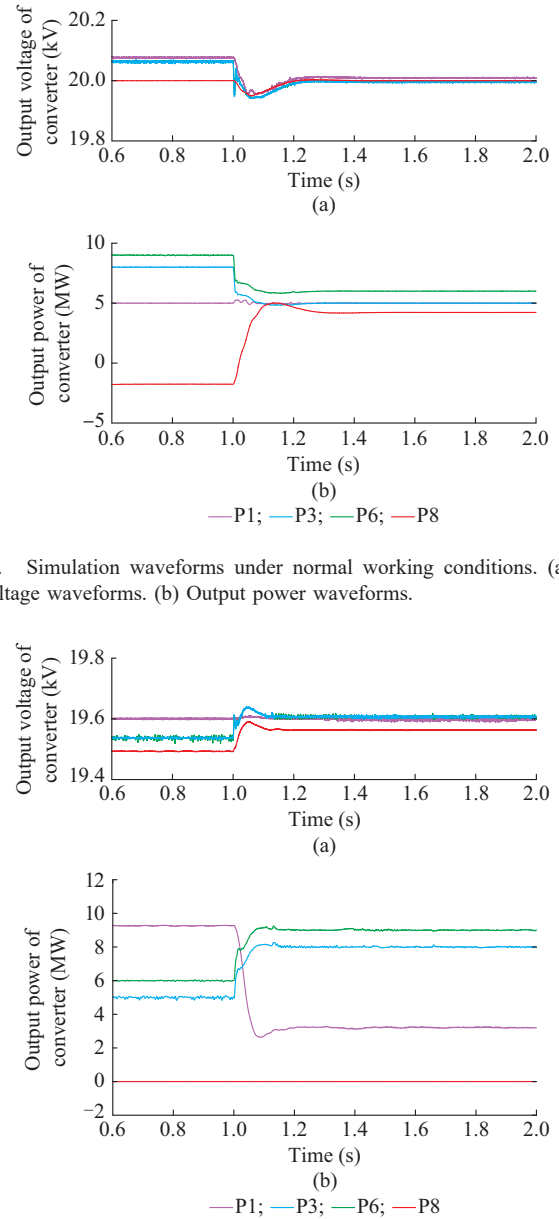 20.2
20.0
19.8
Output voltage of
converter (kV)
0.6 0.8 1.0 1.2 1.4 1.6 1.8 2.0
Time (s)
(a)
10
5
0
−5
Output power of
converter (MW)
0.6 0.8 1.0 1.2 1.4 1.6 1.8 2.0
Time (s)
(b)
P1; P3; P6; P8
. Simulation waveforms under normal working conditions. (a
ltage waveforms. (b) Output power waveforms.
19.8
19.6
19.4
Output voltage of
converter (kV)
0.6 0.8 1.0 1.2 1.4 1.6 1.8 2.0
Time (s)
(a)
12
10
8
6
4
2
0
−2
Output power of
converter (MW)
0.6 0.8 1.0 1.2 1.4 1.6 1.8 2.0
Time (s)
(b)
P1; P3; P6; P8